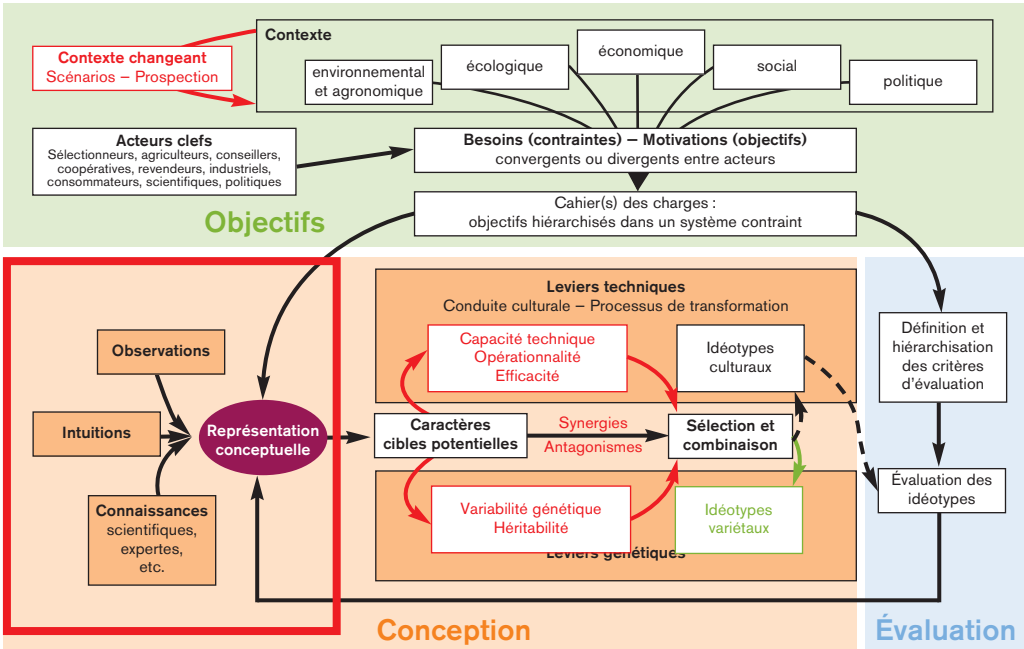 Contexte changeant
Scénarios – Prospection
Contexte
environnemental
et agronomique
écologique
économique
social
politique
Acteurs clefs
Sélectionneurs, agriculteurs, conseillers,
coopératives, revendeurs, industriels,
consommateurs, scientifiques, politiques
Besoins (contraintes) – Motivations (objectifs)
convergents ou divergents entre acteurs
Cahier(s) des charges :
objectifs hiérarchisés dans un système contraint
Objectifs
Observations
Intuitions
Connaissances
scientifiques,
expertes,
etc.
Représentation
conceptuelle
Leviers techniques
Conduite culturale – Processus de transformation
Capacité technique
Opérationnalité
Efficacité
Idéotypes
culturaux
Caractères
cibles potentielles
Synergies
Antagonismes
Sélection et
combinaison
Variabilité génétique
Héritabilité
Idéotypes
variétaux
Leviers génétiques
Conception
Définition et
hiérarchisation
des critères
d'évaluation
Évaluation des
idéotypes
Évaluation